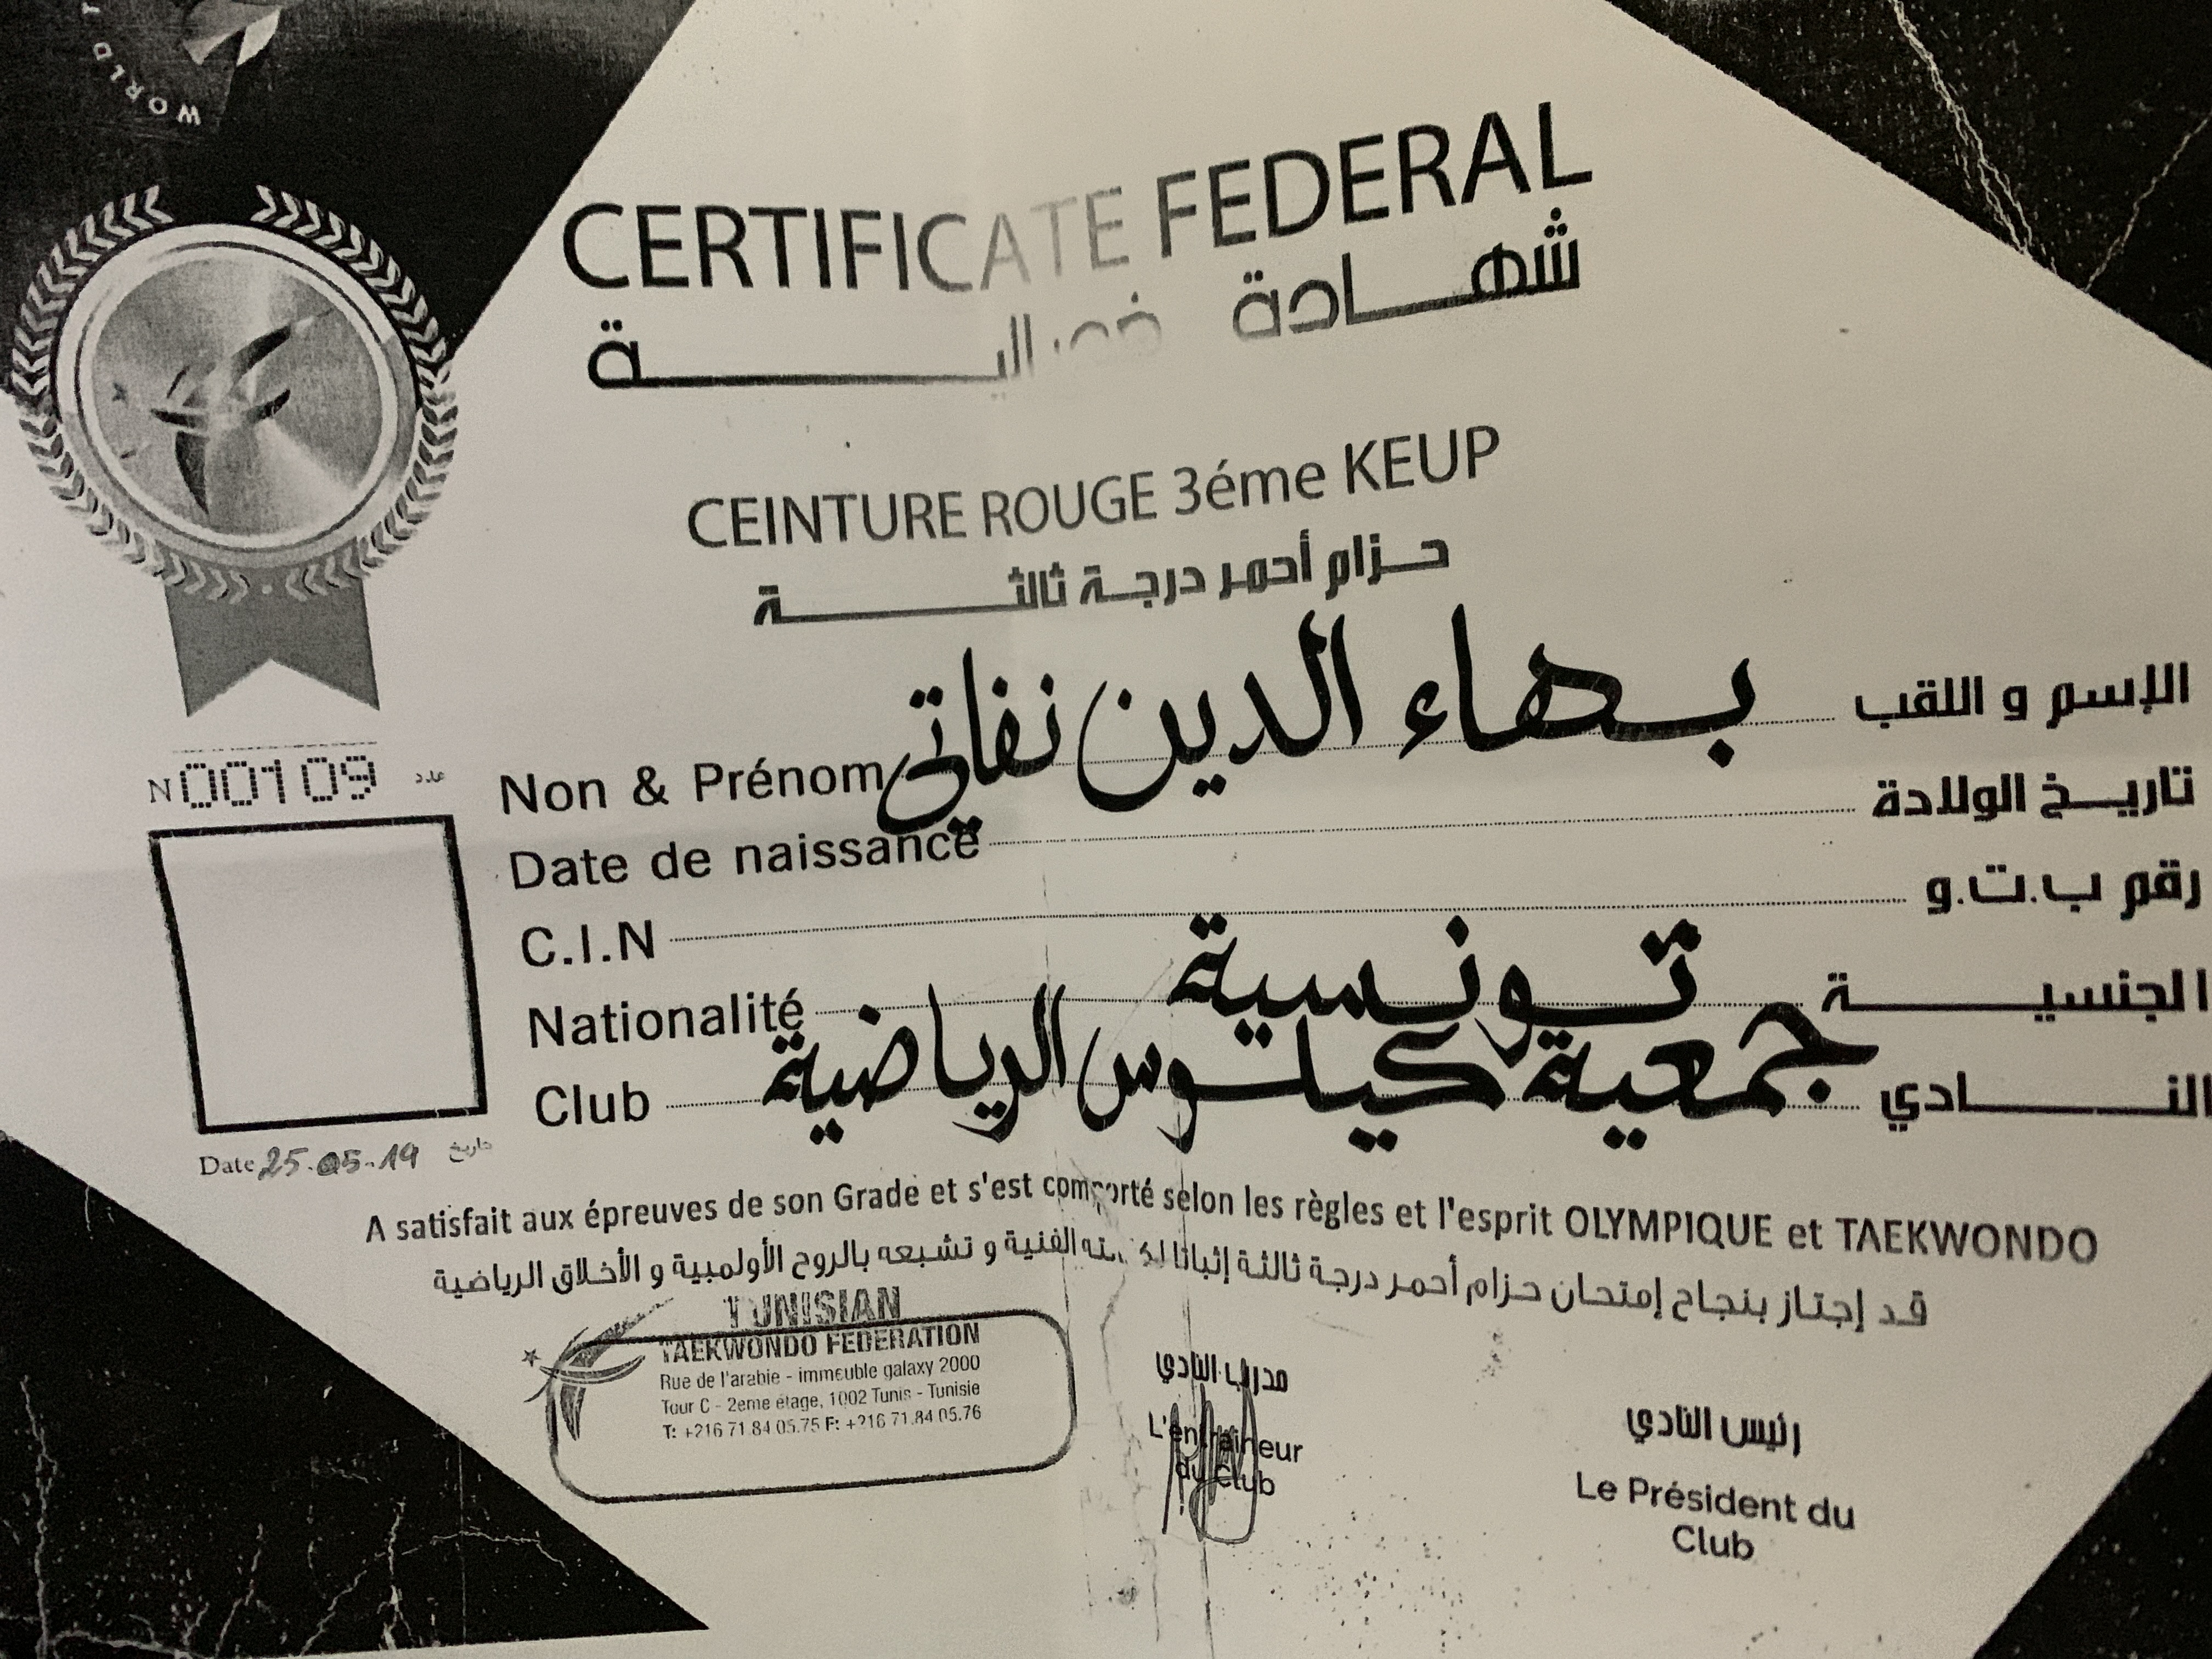 WORLD
CERTIFICATE FEDERAL
شهادة فدرالية
CEINTURE ROUGE 3éme KEUP
حزام أحمر درجة ثالثة
الإسم و اللقب بهاء الدين نفاتي Non & Prénom
تاريخ الولادة Date de naissance
رقم ب.ت.و C.I.N
الجنسية تونسية Nationalité
النادي جمعية كيلوس الرياضية Club
N 00109 عدد
Date 25.05.19 تاريخ
A satisfait aux épreuves de son Grade et s'est comporté selon les règles et l'esprit OLYMPIQUE et TAEKWONDO
قد إجتاز بنجاح إمتحان حزام أحمر درجة ثالثة إثباتا الفنية و تشبعه بالروح الأولمبية و الأخلاق الرياضية
TUNISIAN
TAEKWONDO FEDERATION
Rue de l'arabie - immeuble galaxy 2000
Tour C - 2eme étage, 1002 Tunis - Tunisie
T: +216 71.84.05.75 F: +216 71.84.05.76
مدرب النادي
L'entraineur
du Club
رئيس النادي
Le Président du
Club